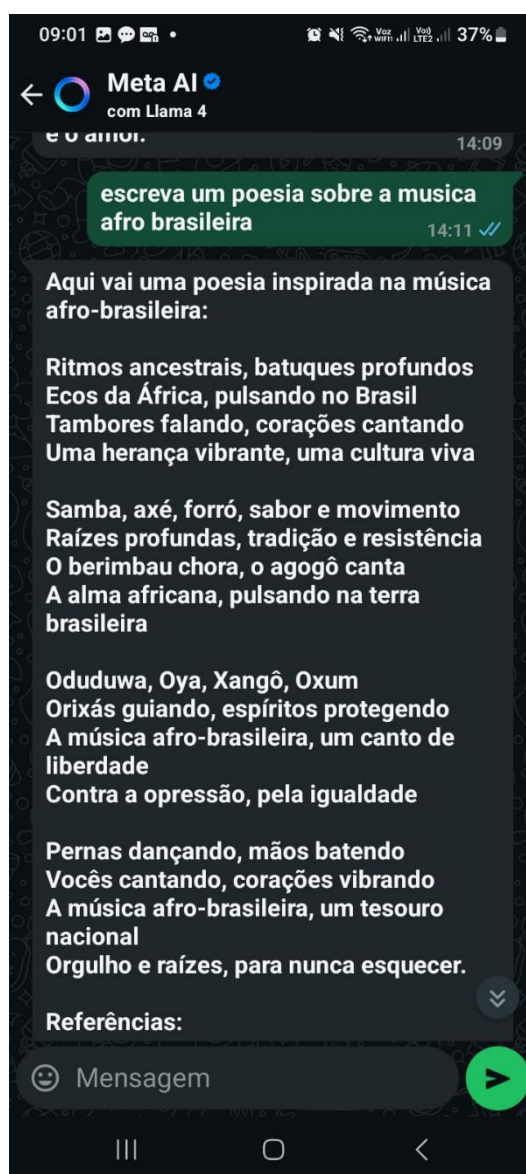 09:01
Voz WiFi Voz LTE2 37%
Meta AI
com Llama 4
e o amor.
14:09
escreva um poesia sobre a musica
afro brasileira
14:11
Aqui vai uma poesia inspirada na música
afro-brasileira:
Ritmos ancestrais, batuques profundos
Ecos da África, pulsando no Brasil
Tambores falando, corações cantando
Uma herança vibrante, uma cultura viva
Samba, axé, forró, sabor e movimento
Raízes profundas, tradição e resistência
O berimbau chora, o agogô canta
A alma africana, pulsando na terra
brasileira
Oduduwa, Oya, Xangô, Oxum
Orixás guiando, espíritos protegendo
A música afro-brasileira, um canto de
liberdade
Contra a opressão, pela igualdade
Pernas dançando, mãos batendo
Vocês cantando, corações vibrando
A música afro-brasileira, um tesouro
nacional
Orgulho e raízes, para nunca esquecer.
Referências:
Mensagem